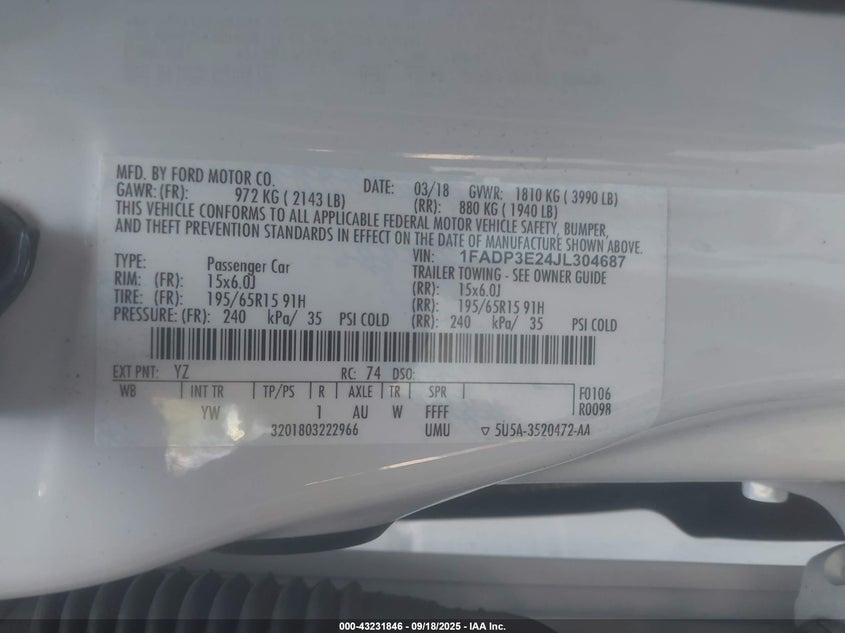 MFD. BY FORD MOTOR CO. DATE: 03/18 GVWR: 1810 KG ( 3990 LB)
GAWR: (FR): 972 KG ( 2143 LB) (RR): 880 KG ( 1940 LB)
THIS VEHICLE CONFORMS TO ALL APPLICABLE FEDERAL MOTOR VEHICLE SAFETY, BUMPER,
AND THEFT PREVENTION STANDARDS IN EFFECT ON THE DATE OF MANUFACTURE SHOWN ABOVE.
VIN: 1FADP3E24JL304687
TYPE: Passenger Car TRAILER TOWING - SEE OWNER GUIDE
RIM: (FR): 15x6.0J (RR): 15x6.0J
TIRE: (FR): 195/65R15 91H (RR): 195/65R15 91H
PRESSURE: (FR): 240 kPa/ 35 PSI COLD (RR): 240 kPa/ 35 PSI COLD
EXT PNT: YZ RC: 74 DSO:
WB INT TR TP/PS R AXLE TR SPR F0106
YW 1 AU W FFFF R0098
3201803222966 UMU ▽ 5U5A-3520472-AA
000-43231846 - 09/18/2025 - IAA Inc.